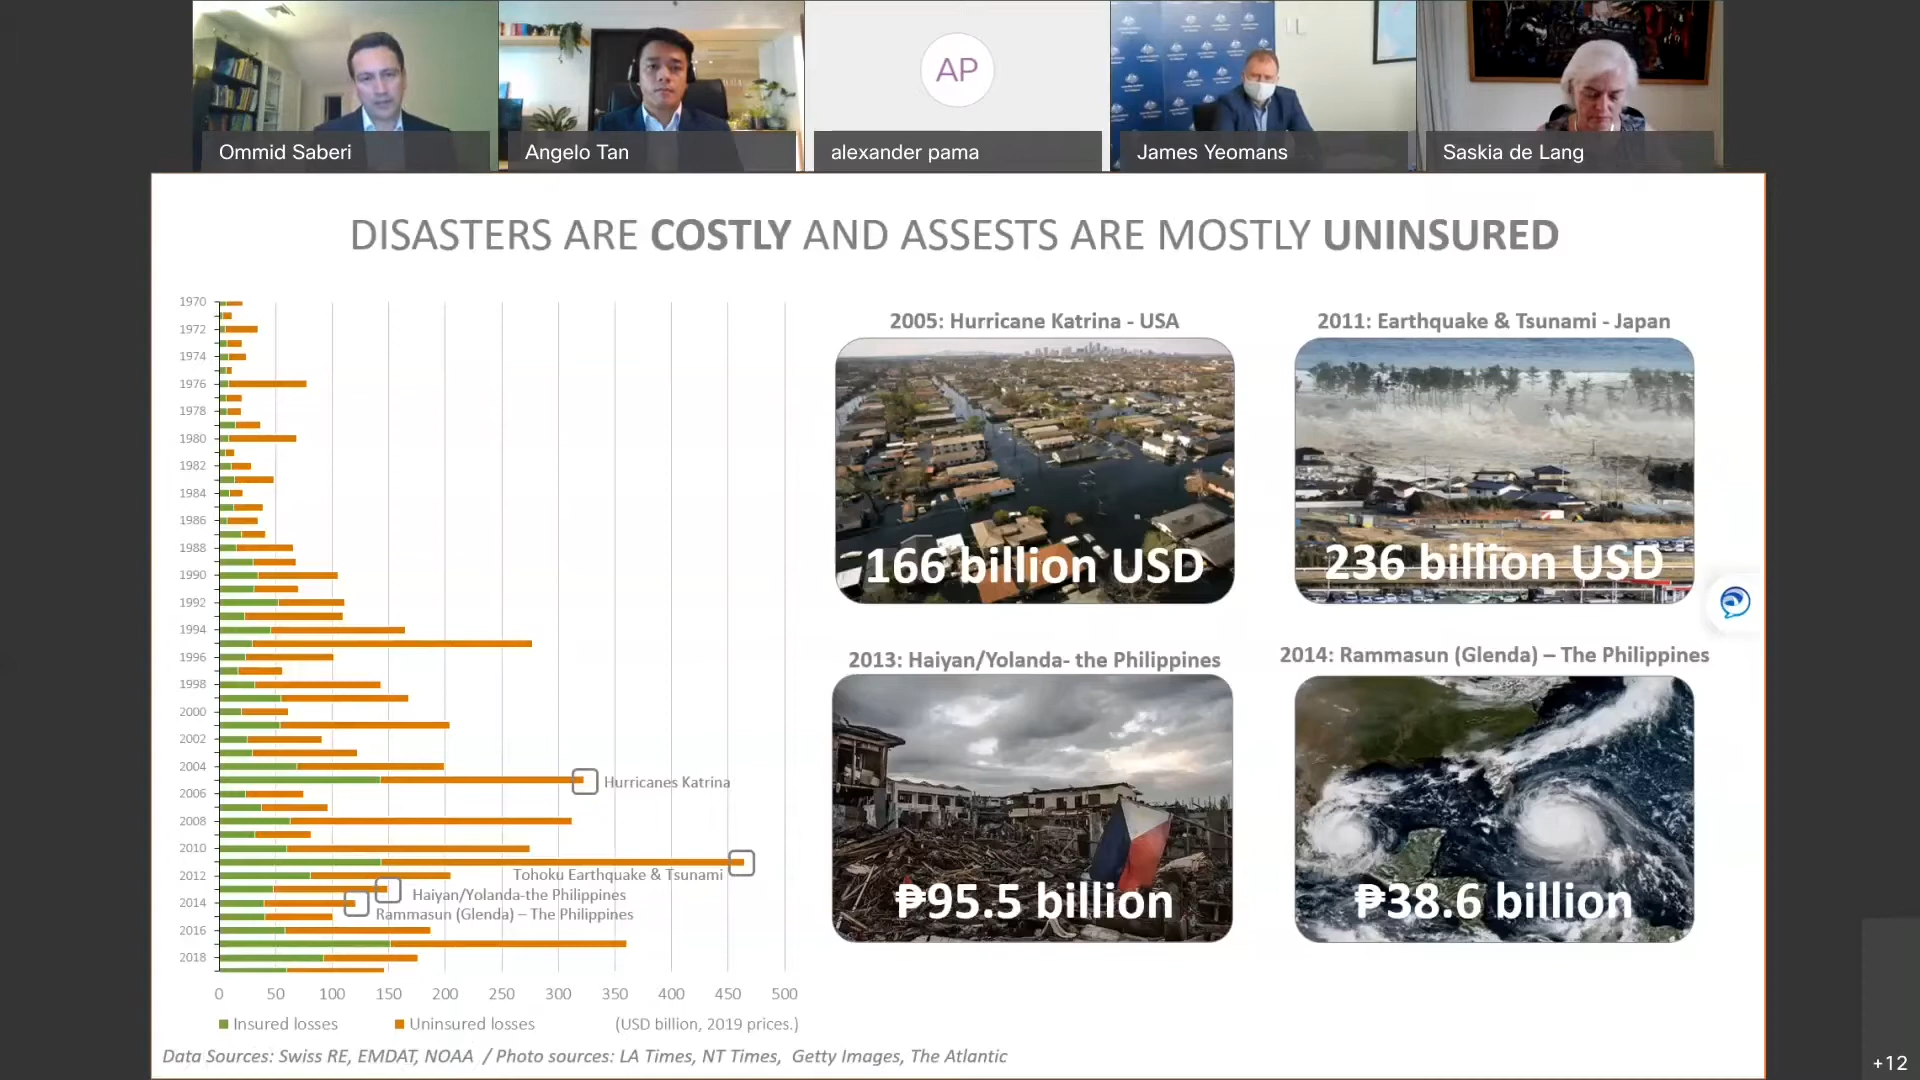 Ommid Saberi
Angelo Tan
AP
alexander pama
James Yeomans
Saskia de Lang
DISASTERS ARE COSTLY AND ASSESTS ARE MOSTLY UNINSURED
1970
1972
1974
1976
1978
1980
1982
1984
1986
1988
1990
1992
1994
1996
1998
2000
2002
2004
2006
2008
2010
2012
2014
2016
2018
Hurricanes Katrina
Tohoku Earthquake & Tsunami
Haiyan/Yolanda-the Philippines
Rammasun (Glenda) – The Philippines
0 50 100 150 200 250 300 350 400 450 500
Insured losses Uninsured losses (USD billion, 2019 prices.)
2005: Hurricane Katrina - USA
166 billion USD
2011: Earthquake & Tsunami - Japan
236 billion USD
2013: Haiyan/Yolanda- the Philippines
₱95.5 billion
2014: Rammasun (Glenda) – The Philippines
₱38.6 billion
Data Sources: Swiss RE, EMDAT, NOAA / Photo sources: LA Times, NT Times, Getty Images, The Atlantic
+12